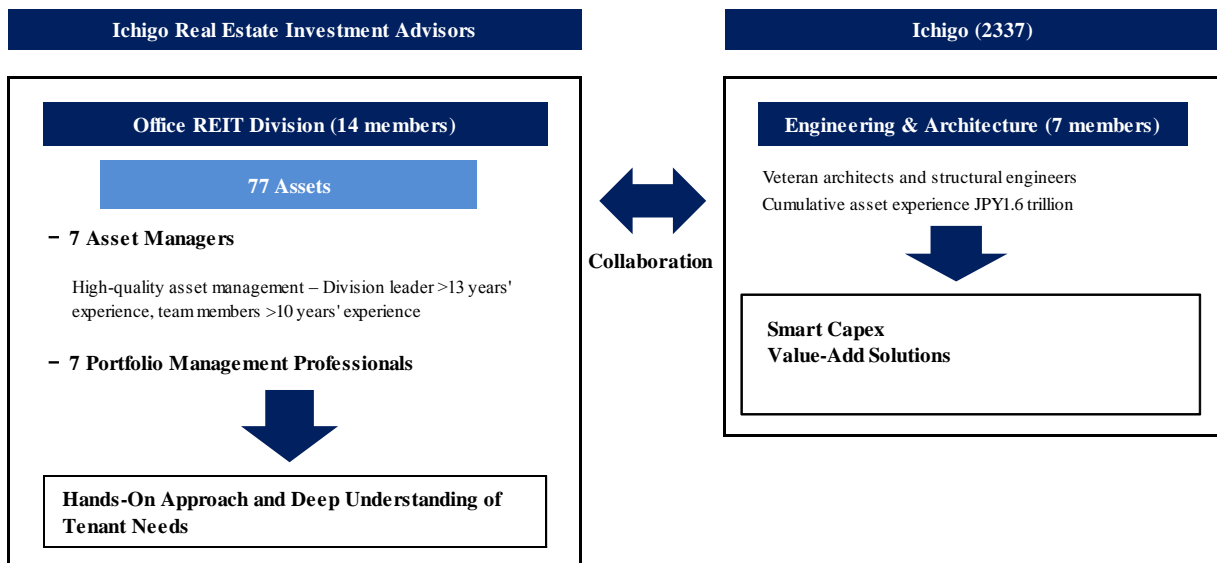 Ichigo Real Estate Investment Advisors
Office REIT Division (14 members)
77 Assets
− 7 Asset Managers
High-quality asset management – Division leader >13 years'
experience, team members >10 years' experience
− 7 Portfolio Management Professionals
Hands-On Approach and Deep Understanding of
Tenant Needs
Collaboration
Ichigo (2337)
Engineering & Architecture (7 members)
Veteran architects and structural engineers
Cumulative asset experience JPY1.6 trillion
Smart Capex
Value-Add Solutions